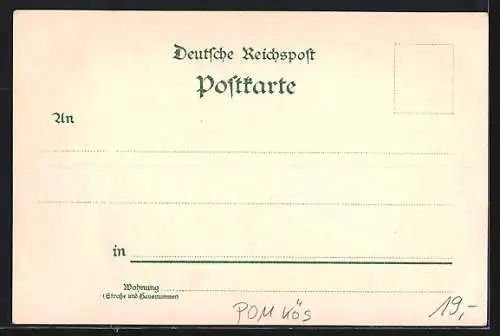 Deutsche Reichspost
Postkarte
An
in
Wohnung
(Straße und Hausnummer)
POM KÖS
19,-